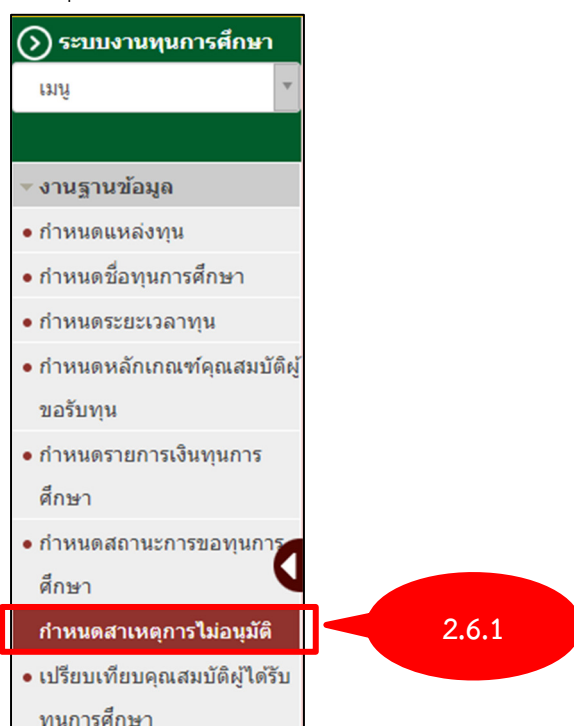 ระบบงานทุนการศึกษา
เมนู
งานฐานข้อมูล
กำหนดแหล่งทุน
กำหนดชื่อทุนการศึกษา
กำหนดระยะเวลาทุน
กำหนดหลักเกณฑ์คุณสมบัติผู้
ขอรับทุน
กำหนดรายการเงินทุนการ
ศึกษา
กำหนดสถานะการขอทุนการ
ศึกษา
กำหนดสาเหตุการไม่อนุมัติ
2.6.1
เปรียบเทียบคุณสมบัติผู้ได้รับ
ทุนการศึกษา